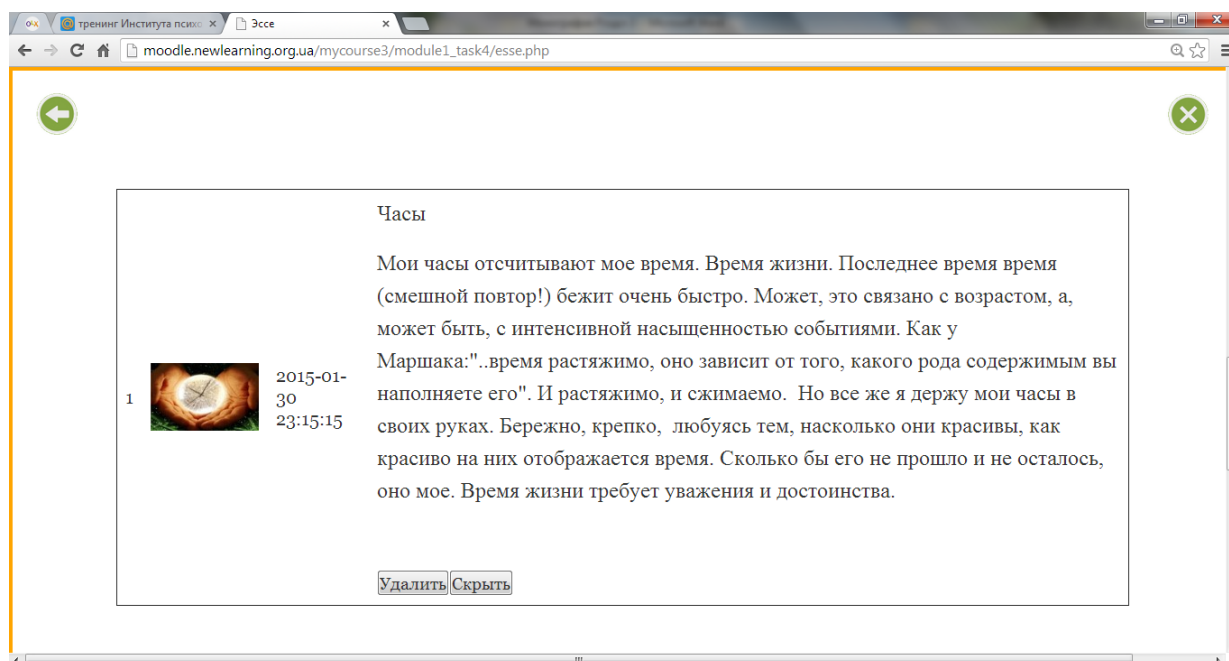 тренинг Института психо
Эссе
moodle.newlearning.org.ua/mycourse3/module1_task4/esse.php
Часы
Мои часы отсчитывают мое время. Время жизни. Последнее время время
(смешной повтор!) бежит очень быстро. Может, это связано с возрастом, а,
может быть, с интенсивной насыщенностью событиями. Как у
Маршака:"..время растяжимо, оно зависит от того, какого рода содержимым вы
наполняете его". И растяжимо, и сжимаемо.  Но все же я держу мои часы в
своих руках. Бережно, крепко,  любуясь тем, насколько они красивы, как
красиво на них отображается время. Сколько бы его не прошло и не осталось,
оно мое. Время жизни требует уважения и достоинства.
1
2015-01-
30
23:15:15
Удалить Скрыть